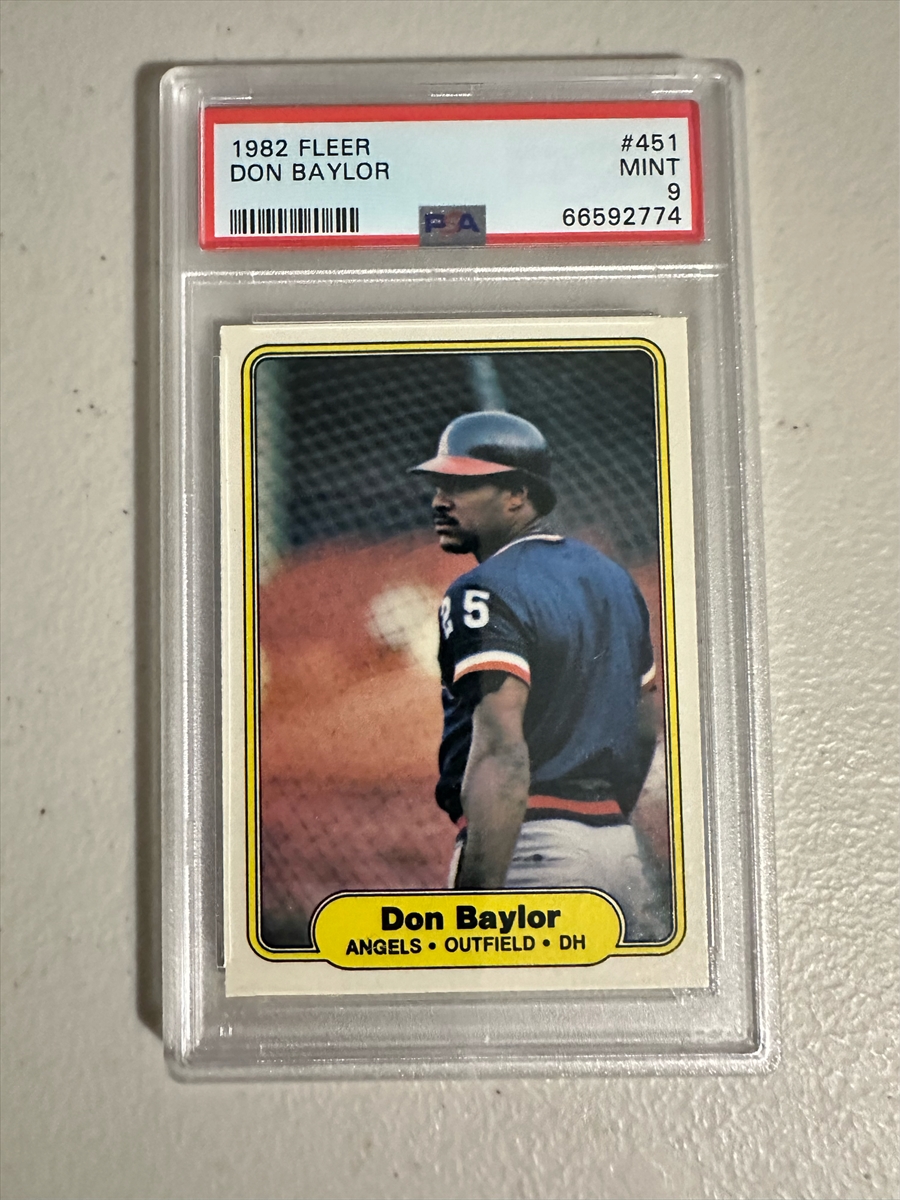 1982 FLEER #451
DON BAYLOR MINT
9
PSA 66592774
25
Don Baylor
ANGELS • OUTFIELD • DH